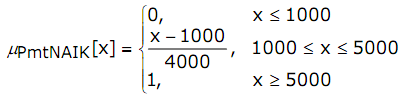 μPmtNAIK[x] = { 0, x ≤ 1000
(x − 1000)/4000, 1000 ≤ x ≤ 5000
1, x ≥ 5000